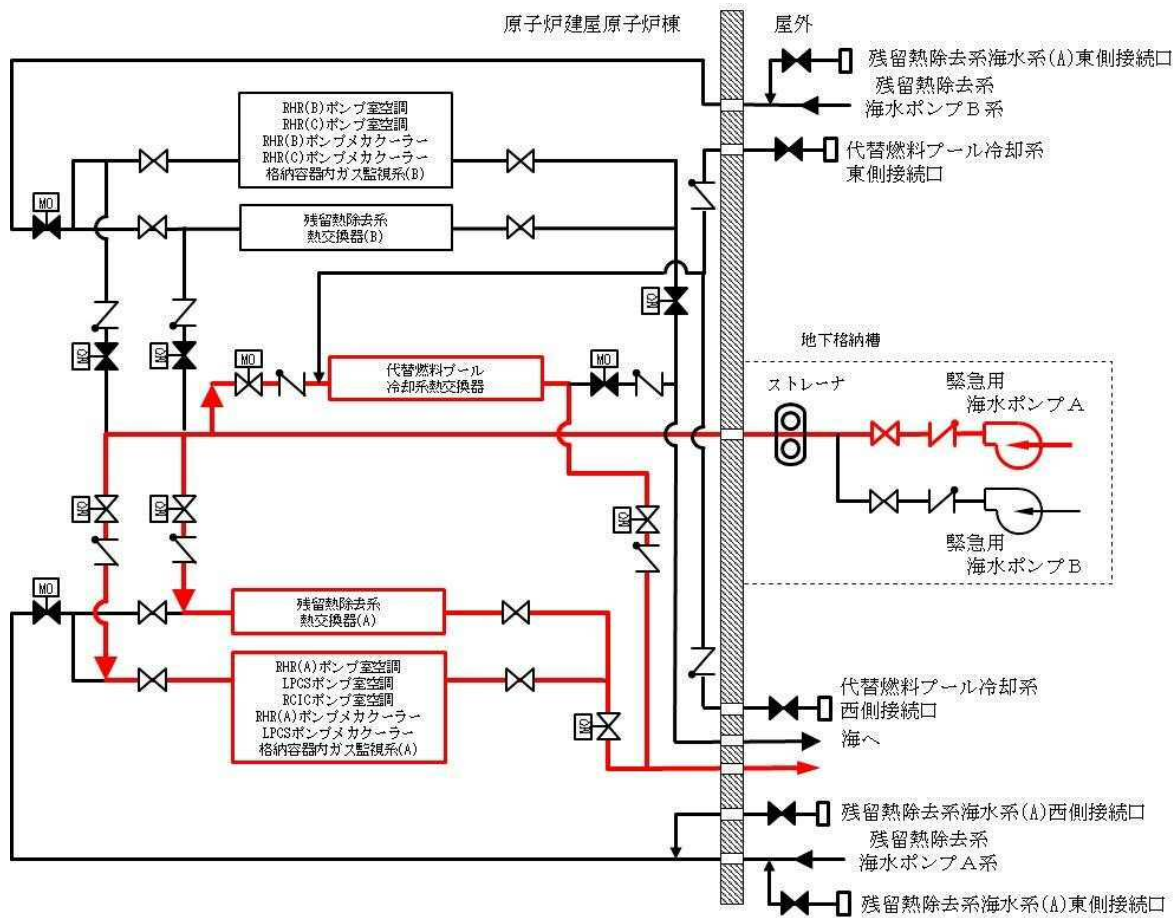 原子炉建屋原子炉棟
屋外
残留熱除去系海水系(A)東側接続口
残留熱除去系
海水ポンプB系
代替燃料プール冷却系
東側接続口
RHR(B)ポンプ室空調
RHR(C)ポンプ室空調
RHR(B)ポンプメカクーラー
RHR(C)ポンプメカクーラー
格納容器内ガス監視系(B)
MO
残留熱除去系
熱交換器(B)
MO
MO
MO
MO
代替燃料プール
冷却系熱交換器
MO
地下格納槽
ストレーナ
緊急用
海水ポンプA
緊急用
海水ポンプB
MO
MO
MO
MO
残留熱除去系
熱交換器(A)
RHR(A)ポンプ室空調
LPCSポンプ室空調
RCICポンプ室空調
RHR(A)ポンプメカクーラー
LPCSポンプメカクーラー
格納容器内ガス監視系(A)
MO
代替燃料プール冷却系
西側接続口
海へ
残留熱除去系海水系(A)西側接続口
残留熱除去系
海水ポンプA系
残留熱除去系海水系(A)東側接続口